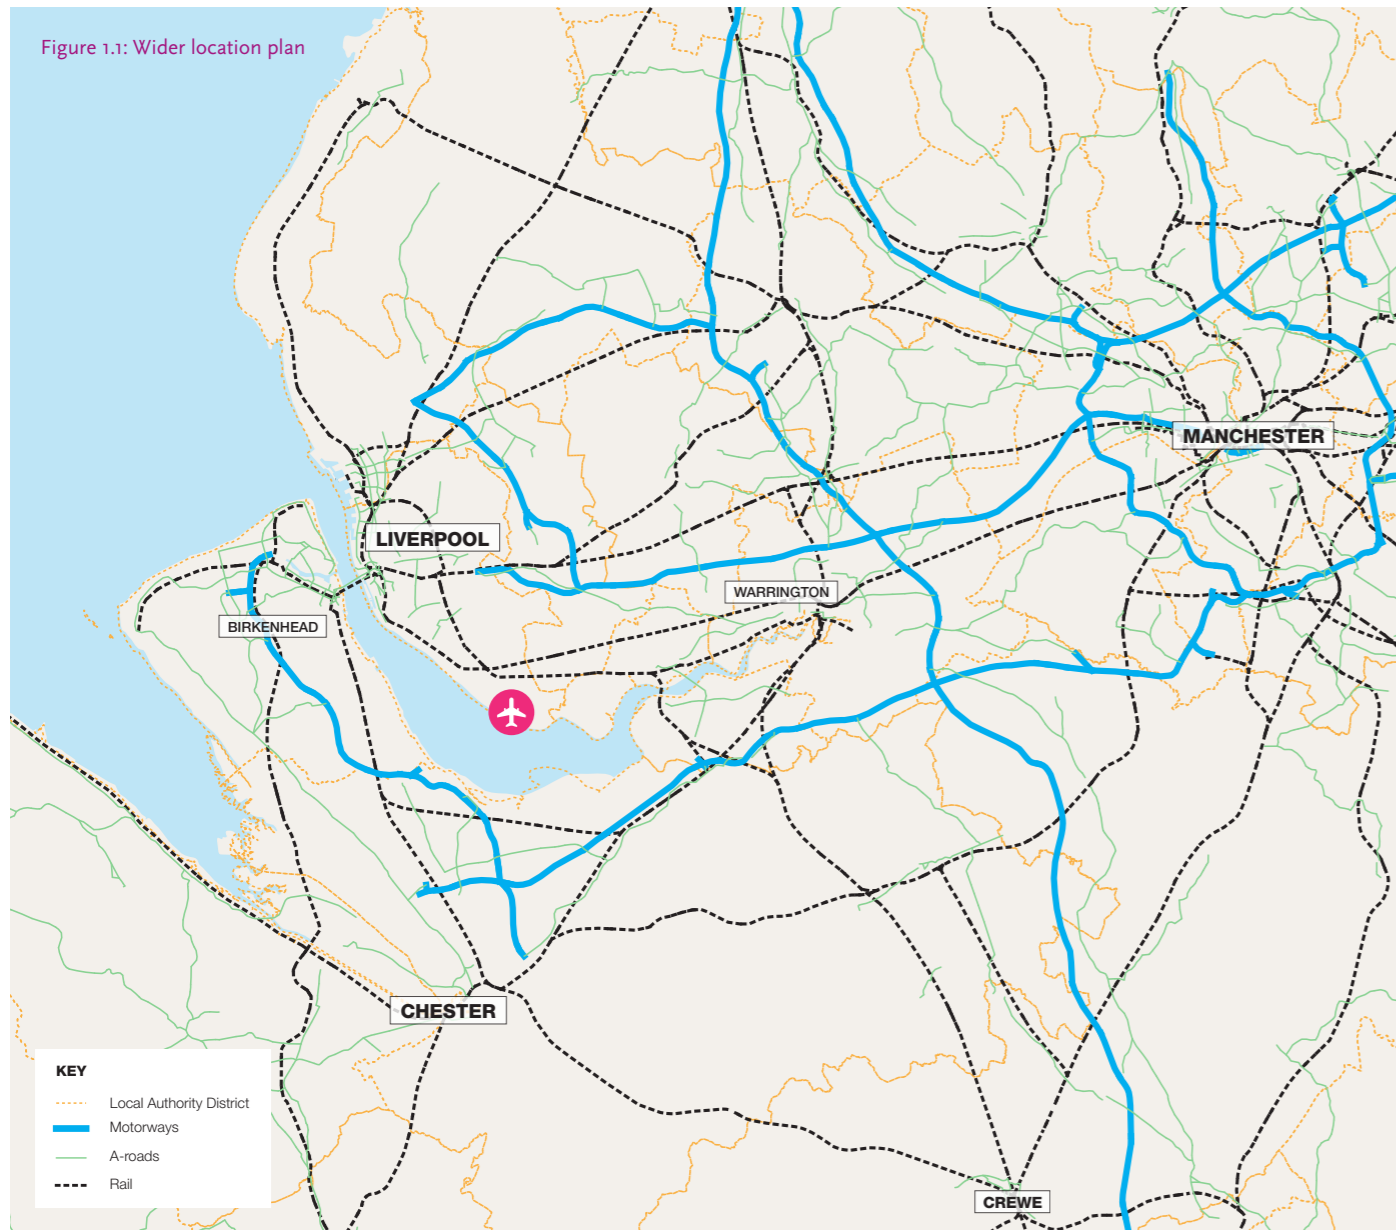 Figure 1.1: Wider location plan
MANCHESTER
LIVERPOOL
WARRINGTON
BIRKENHEAD
CHESTER
KEY
Local Authority District
Motorways
A-roads
Rail
CREWE